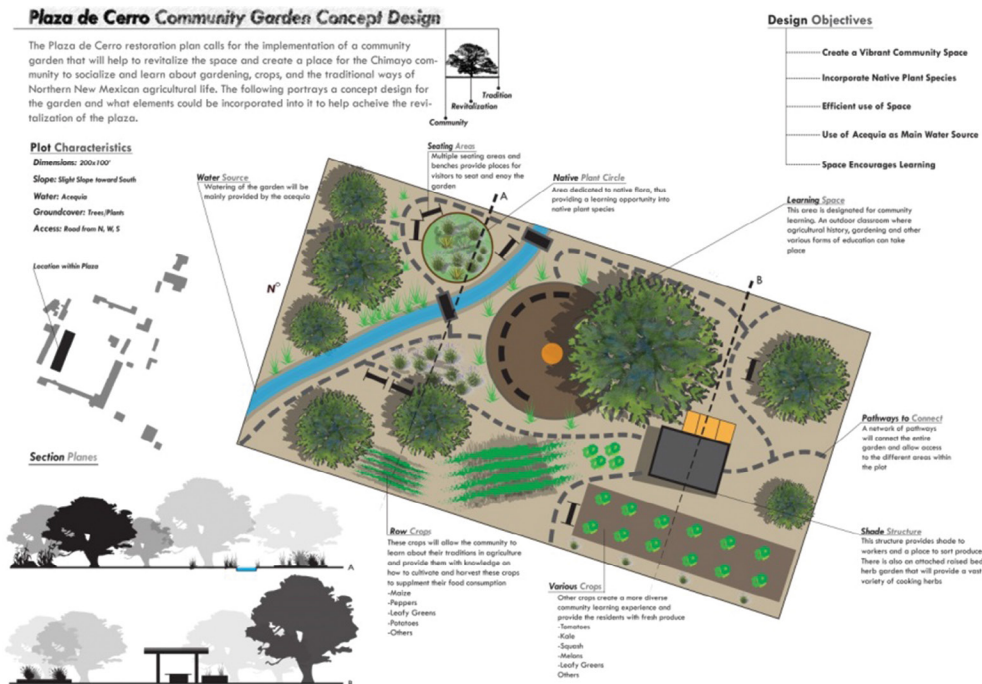 Plaza de Cerro Community Garden Concept Design
The Plaza de Cerro restoration plan calls for the implementation of a community
garden that will help to revitalize the space and create a place for the Chimayo com-
munity to socialize and learn about gardening, crops, and the traditional ways of
Northern New Mexican agricultural life. The following portrays a concept design for
the garden and what elements could be incorporated into it to help acheive the revi-
talization of the plaza.
Tradition
Revitalization
Community
Design Objectives
Create a Vibrant Community Space
Incorporate Native Plant Species
Efficient use of Space
Use of Acequia as Main Water Source
Space Encourages Learning
Plot Characteristics
Dimensions: 200x100'
Slope: Slight Slope toward South
Water: Acequia
Groundcover: Trees/Plants
Access: Road from N, W, S
Location within Plaza
Water Source
Watering of the garden will be
mainly provided by the acequia
Seating Areas
Multiple seating areas and
benches provide places for
visitors to seat and enoy the
garden
Native Plant Circle
Area dedicated to native flora, thus
providing a learning opportunity into
native plant species
Learning Space
This area is designated for community
learning. An outdoor classroom where
agricultural history, gardening and other
various forms of education can take
place
A
B
N
Pathways to Connect
A network of pathways
will connect the entire
garden and allow access
to the different areas within
the plot
Shade Structure
This structure provides shade to
workers and a place to sort produce
There is also an attached raised bed
herb garden that will provide a vast
variety of cooking herbs
Section Planes
A
B
Row Crops
These crops will allow the community to
learn about their traditions in agriculture
and provide them with knowledge on
how to cultivate and harvest these crops
to supplment their food consumption
-Maize
-Peppers
-Leafy Greens
-Potatoes
-Others
Various Crops
Other crops create a more diverse
community learning experience and
provide the residents with fresh produce
-Tomatoes
-Kale
-Squash
-Melons
-Leafy Greens
Others